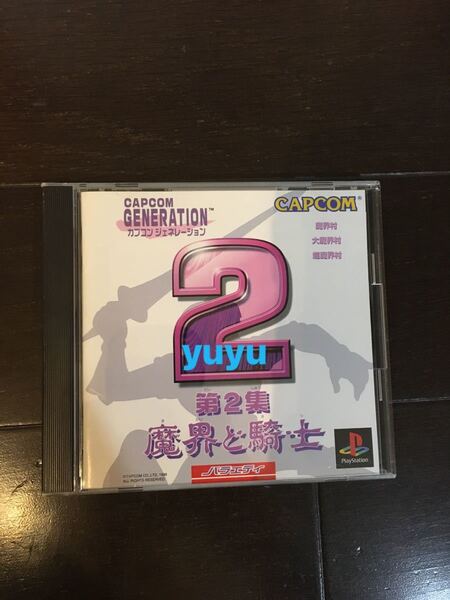 CAPCOM
GENERATION™
カプコン ジェネレーション
CAPCOM
魔界村
大魔界村
超魔界村
2
yuyu
第2集
魔界と騎士
バラエティ
PlayStation
©CAPCOM CO.,LTD. 1998
ALL RIGHTS RESERVED.